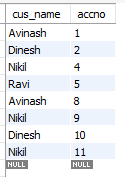 cus_name accno
Avinash 1
Dinesh 2
Nikil 4
Ravi 5
Avinash 8
Nikil 9
Dinesh 10
Nikil 11
NULL NULL